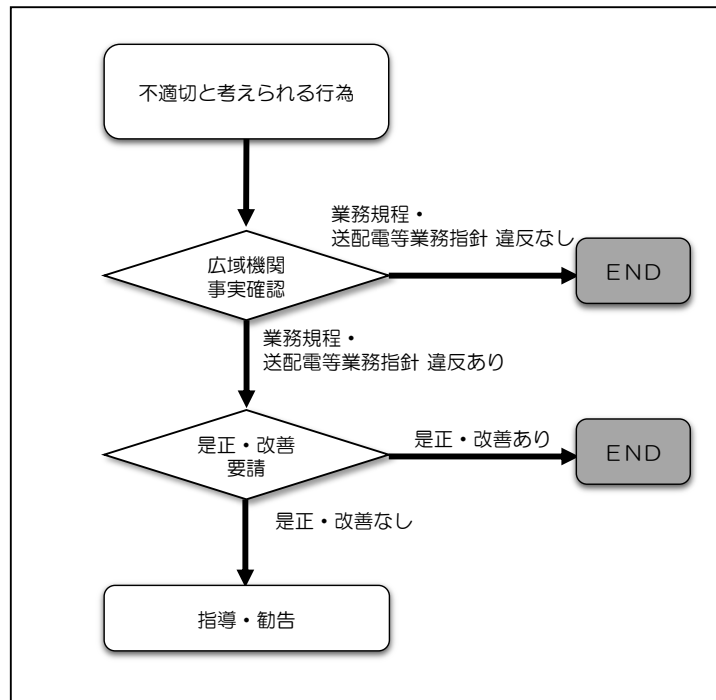 不適切と考えられる行為
業務規程・
送配電等業務指針 違反なし
広域機関
事実確認
END
業務規程・
送配電等業務指針 違反あり
是正・改善
要請
是正・改善あり
END
是正・改善なし
指導・勧告